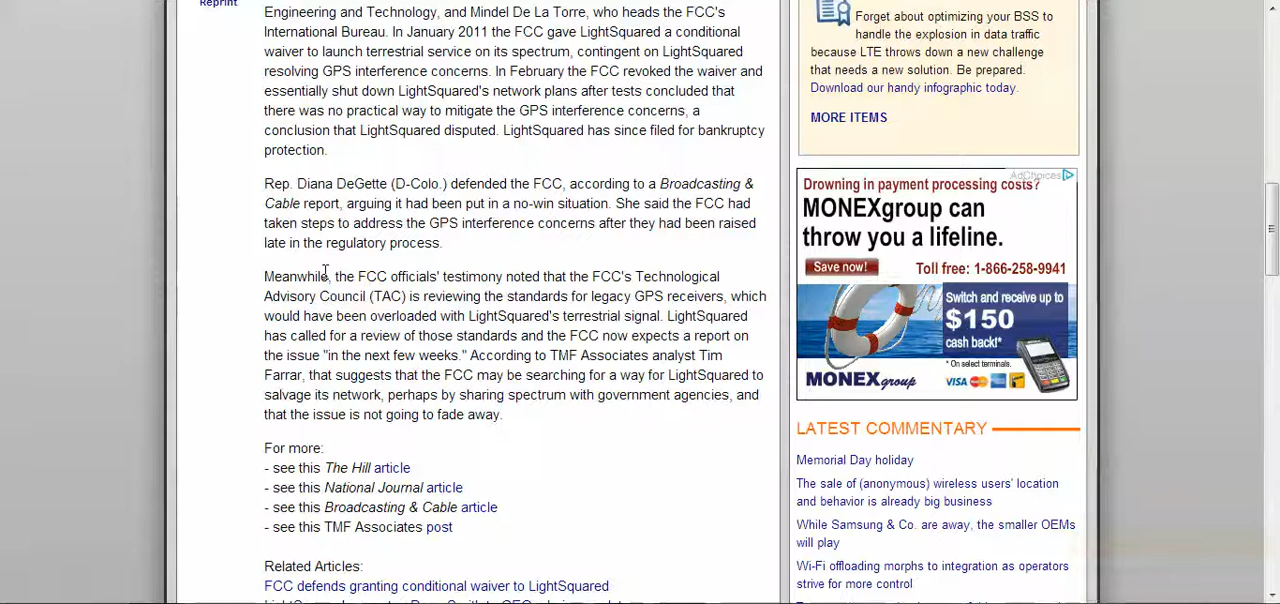 Reprint
Engineering and Technology, and Mindel De La Torre, who heads the FCC's
International Bureau. In January 2011 the FCC gave LightSquared a conditional
waiver to launch terrestrial service on its spectrum, contingent on LightSquared
resolving GPS interference concerns. In February the FCC revoked the waiver and
essentially shut down LightSquared's network plans after tests concluded that
there was no practical way to mitigate the GPS interference concerns, a
conclusion that LightSquared disputed. LightSquared has since filed for bankruptcy
protection.
Rep. Diana DeGette (D-Colo.) defended the FCC, according to a Broadcasting &
Cable report, arguing it had been put in a no-win situation. She said the FCC had
taken steps to address the GPS interference concerns after they had been raised
late in the regulatory process.
Meanwhile, the FCC officials' testimony noted that the FCC's Technological
Advisory Council (TAC) is reviewing the standards for legacy GPS receivers, which
would have been overloaded with LightSquared's terrestrial signal. LightSquared
has called for a review of those standards and the FCC now expects a report on
the issue "in the next few weeks." According to TMF Associates analyst Tim
Farrar that suggests that the FCC may be searching for a way for LightSquared to
salvage its network, perhaps by sharing spectrum with government agencies, and
that the issue is not going to fade away.
For more:
- see this The Hill article
- see this National Journal article
- see this Broadcasting & Cable article
- see this TMF Associates post
Related Articles:
FCC defends granting conditional waiver to LightSquared
Forget about optimizing your BSS to
handle the explosion in data traffic
because LTE throws down a new challenge
that needs a new solution. Be prepared.
Download our handy infographic today.
MORE ITEMS
AdChoices
Drowning in payment processing costs?
MONEXgroup can
throw you a lifeline.
Save now!
Toll free: 1-866-258-9941
Switch and receive up to
$150
cash back!*
* On select terminals.
MONEXgroup
VISA
LATEST COMMENTARY
Memorial Day holiday
The sale of (anonymous) wireless users' location
and behavior is already big business
While Samsung & Co. are away, the smaller OEMs
will play
Wi-Fi offloading morphs to integration as operators
strive for more control